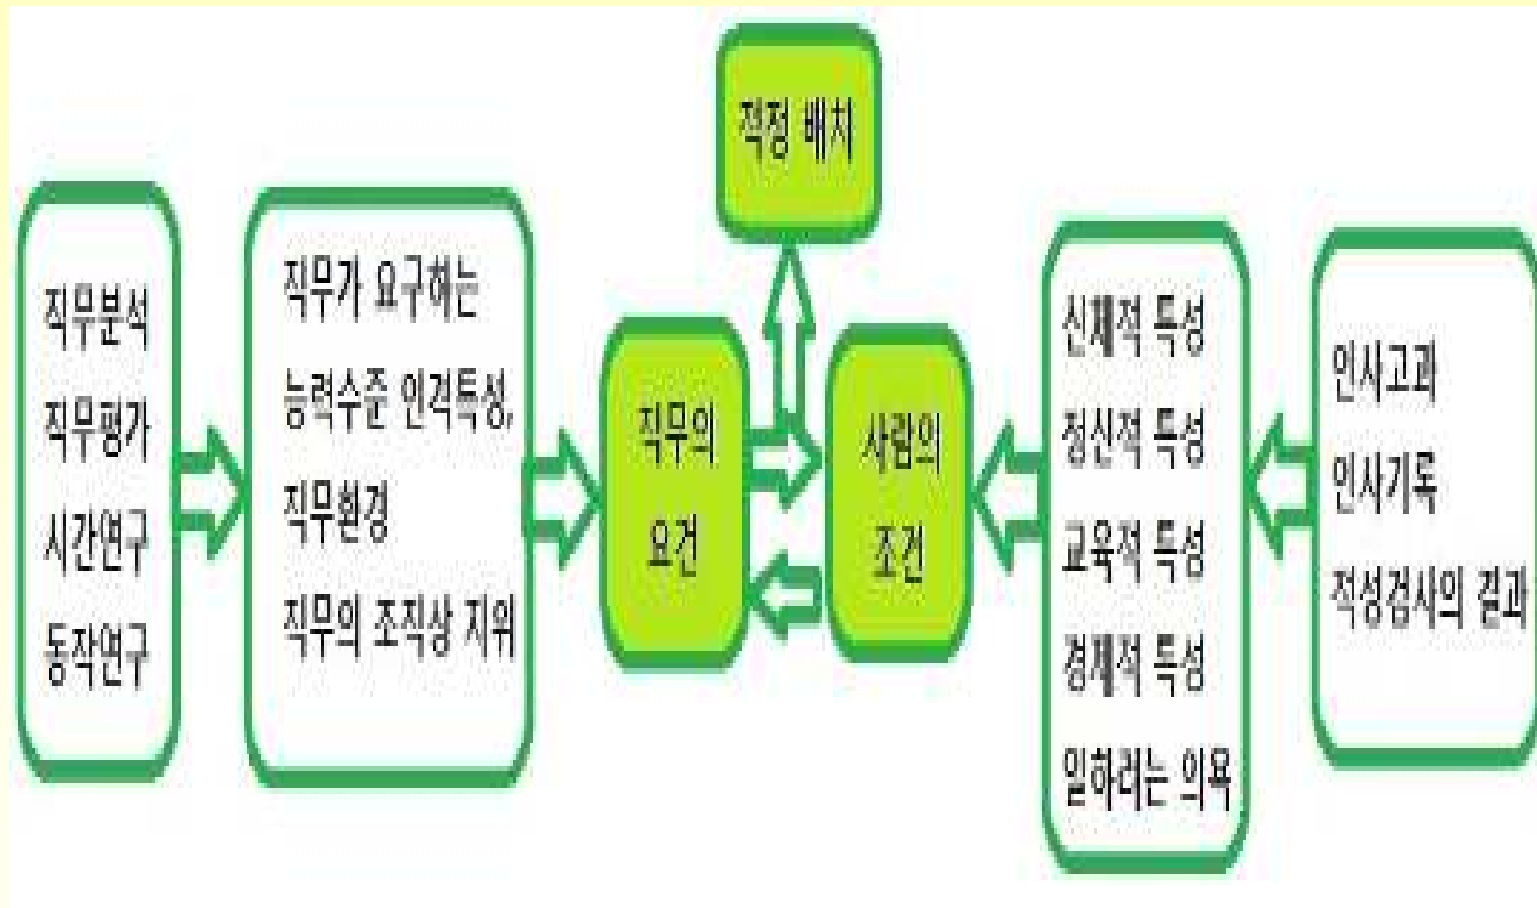 적정 배치
직무분석
직무평가
시간연구
동작연구
직무가 요구하는
능력수준 인격특성,
직무환경
직무의 조직상 지위
직무의
요건
사람의
조건
신체적 특성
정신적 특성
교육적 특성
경제적 특성
일하려는 의욕
인사고과
인사기록
적성검사의 결과